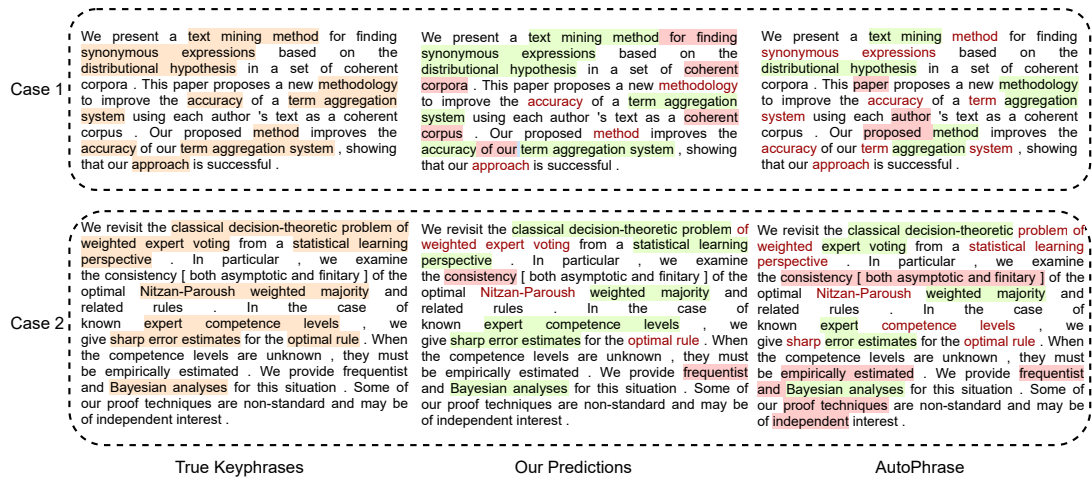 Case 1
We present a text mining method for finding
synonymous expressions based on the
distributional hypothesis in a set of coherent
corpora . This paper proposes a new methodology
to improve the accuracy of a term aggregation
system using each author 's text as a coherent
corpus . Our proposed method improves the
accuracy of our term aggregation system , showing
that our approach is successful .
We present a text mining method for finding
synonymous expressions based on the
distributional hypothesis in a set of coherent
corpora . This paper proposes a new methodology
to improve the accuracy of a term aggregation
system using each author 's text as a coherent
corpus . Our proposed method improves the
accuracy of our term aggregation system , showing
that our approach is successful .
We present a text mining method for finding
synonymous expressions based on the
distributional hypothesis in a set of coherent
corpora . This paper proposes a new methodology
to improve the accuracy of a term aggregation
system using each author 's text as a coherent
corpus . Our proposed method improves the
accuracy of our term aggregation system , showing
that our approach is successful .
Case 2
We revisit the classical decision-theoretic problem of
weighted expert voting from a statistical learning
perspective . In particular , we examine
the consistency [ both asymptotic and finitary ] of the
optimal Nitzan-Paroush weighted majority and
related rules . In the case of
known expert competence levels , we
give sharp error estimates for the optimal rule . When
the competence levels are unknown , they must
be empirically estimated . We provide frequentist
and Bayesian analyses for this situation . Some of
our proof techniques are non-standard and may be
of independent interest .
We revisit the classical decision-theoretic problem of
weighted expert voting from a statistical learning
perspective . In particular , we examine
the consistency [ both asymptotic and finitary ] of the
optimal Nitzan-Paroush weighted majority and
related rules . In the case of
known expert competence levels , we
give sharp error estimates for the optimal rule . When
the competence levels are unknown , they must
be empirically estimated . We provide frequentist
and Bayesian analyses for this situation . Some of
our proof techniques are non-standard and may be
of independent interest .
We revisit the classical decision-theoretic problem of
weighted expert voting from a statistical learning
perspective . In particular , we examine
the consistency [ both asymptotic and finitary ] of the
optimal Nitzan-Paroush weighted majority and
related rules . In the case of
known expert competence levels , we
give sharp error estimates for the optimal rule . When
the competence levels are unknown , they must
be empirically estimated . We provide frequentist
and Bayesian analyses for this situation . Some of
our proof techniques are non-standard and may be
of independent interest .
True Keyphrases
Our Predictions
AutoPhrase